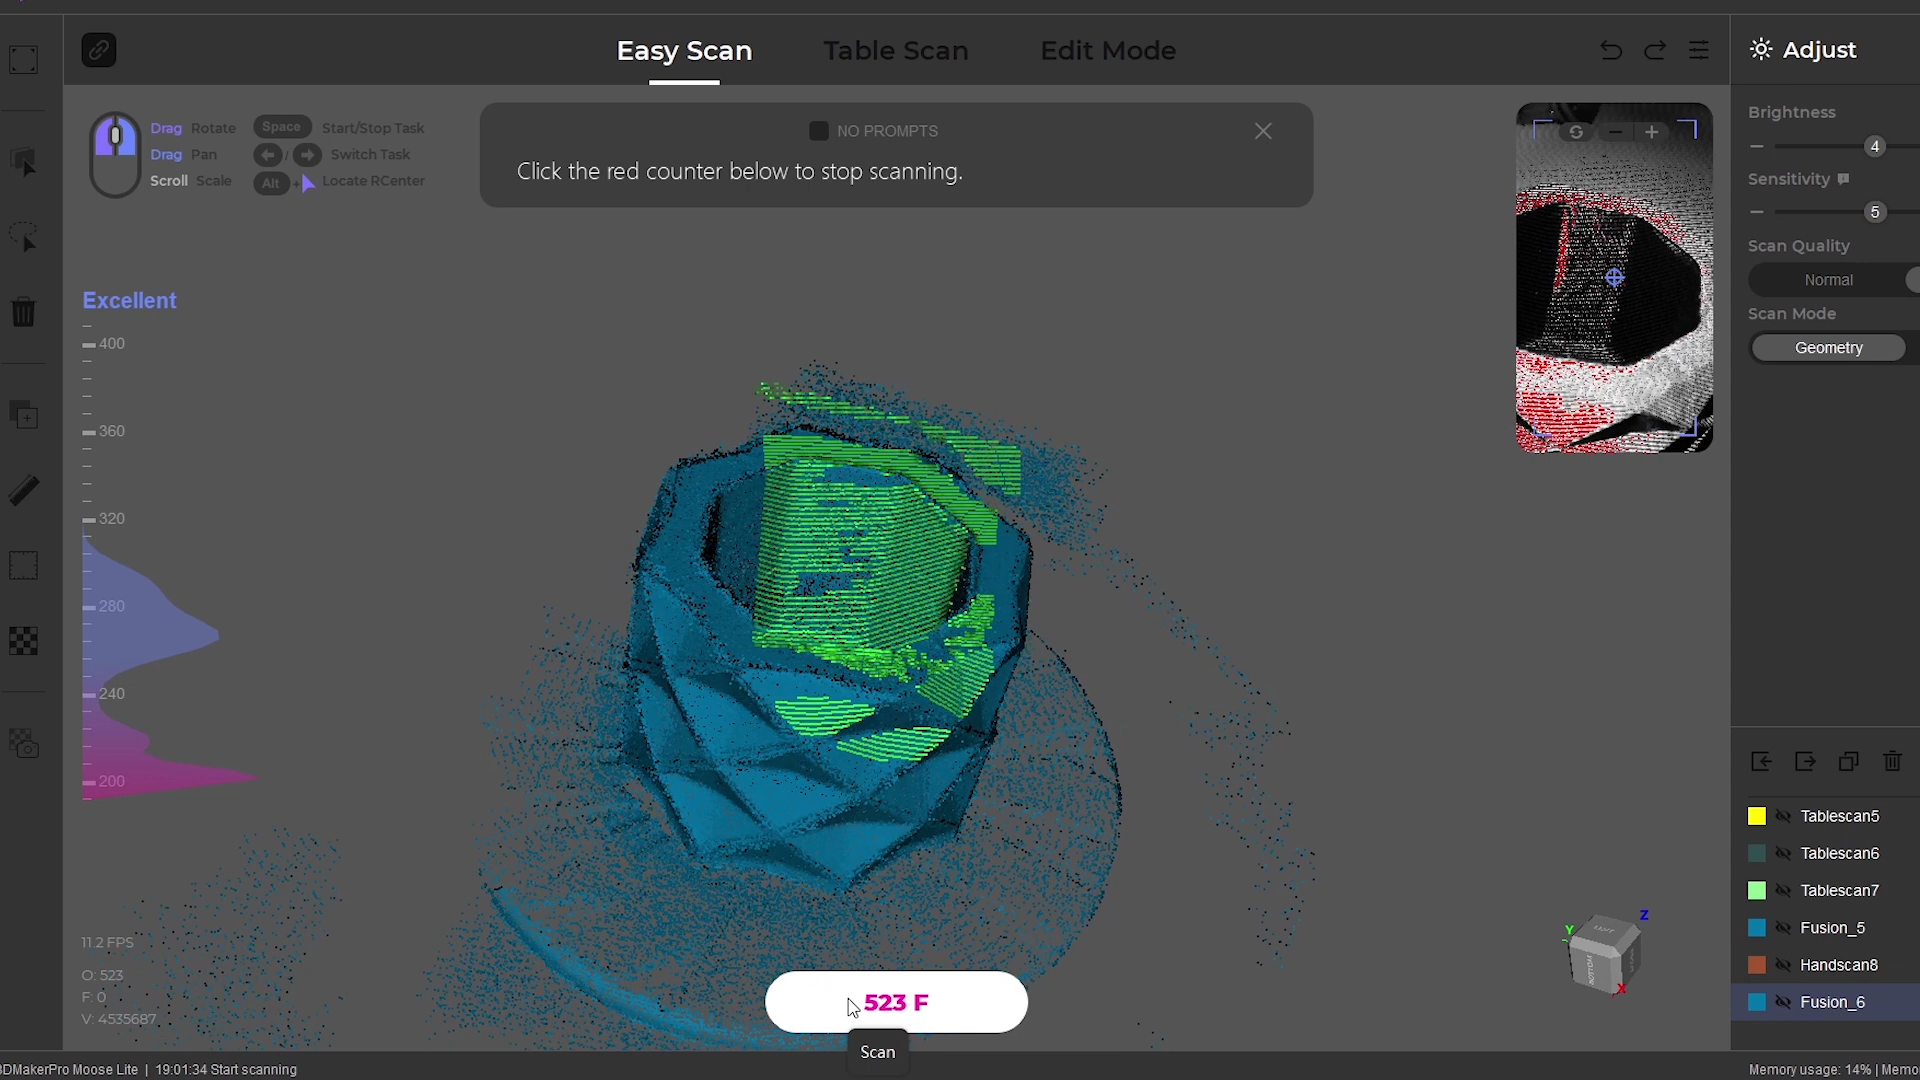 Easy Scan Table Scan Edit Mode
Adjust
Drag Rotate Space Start/Stop Task
Drag Pan / Switch Task
Scroll Scale Alt + Locate RCenter
NO PROMPTS
Click the red counter below to stop scanning.
Brightness
4
Sensitivity
5
Scan Quality
Normal
Scan Mode
Geometry
Excellent
400
360
320
280
240
200
11.2 FPS
O: 523
F: 0
V: 4535687
523 F
Scan
Y
Z
X
BOTTOM
Tablescan5
Tablescan6
Tablescan7
Fusion_5
Handscan8
Fusion_6
3DMakerPro Moose Lite | 19:01:34 Start scanning
Memory usage: 14% | Memo